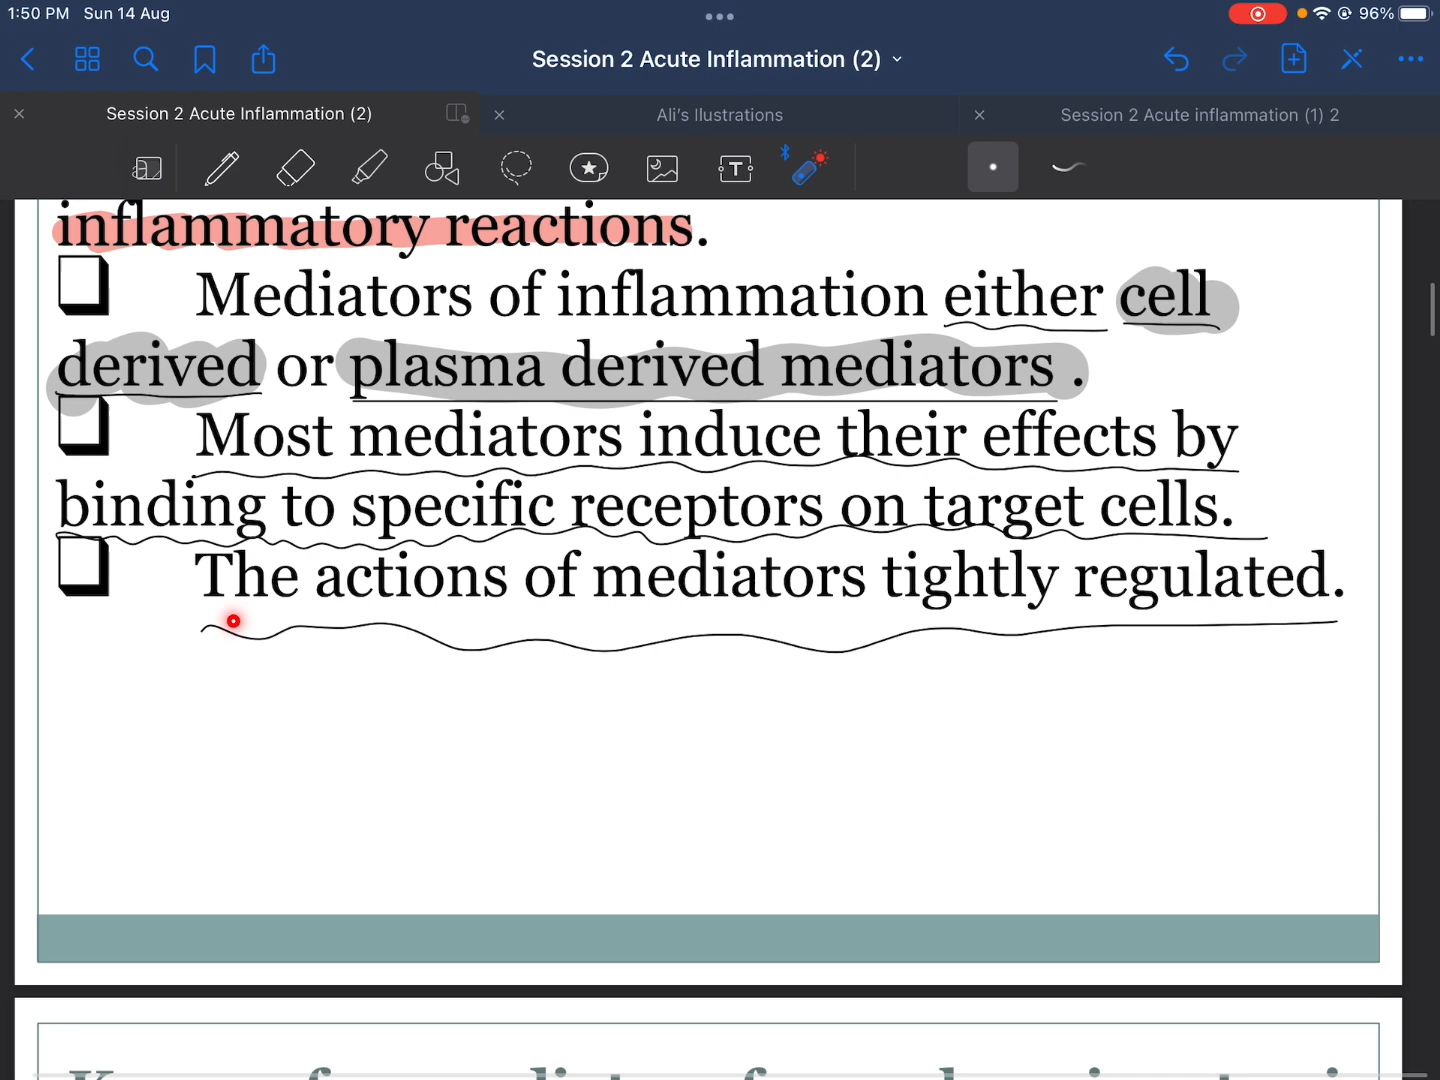 1:50 PM Sun 14 Aug
96%
Session 2 Acute Inflammation (2)
Session 2 Acute Inflammation (2)
Ali's Ilustrations
Session 2 Acute inflammation (1) 2
inflammatory reactions.
Mediators of inflammation either cell
derived or plasma derived mediators .
Most mediators induce their effects by
binding to specific receptors on target cells.
The actions of mediators tightly regulated.